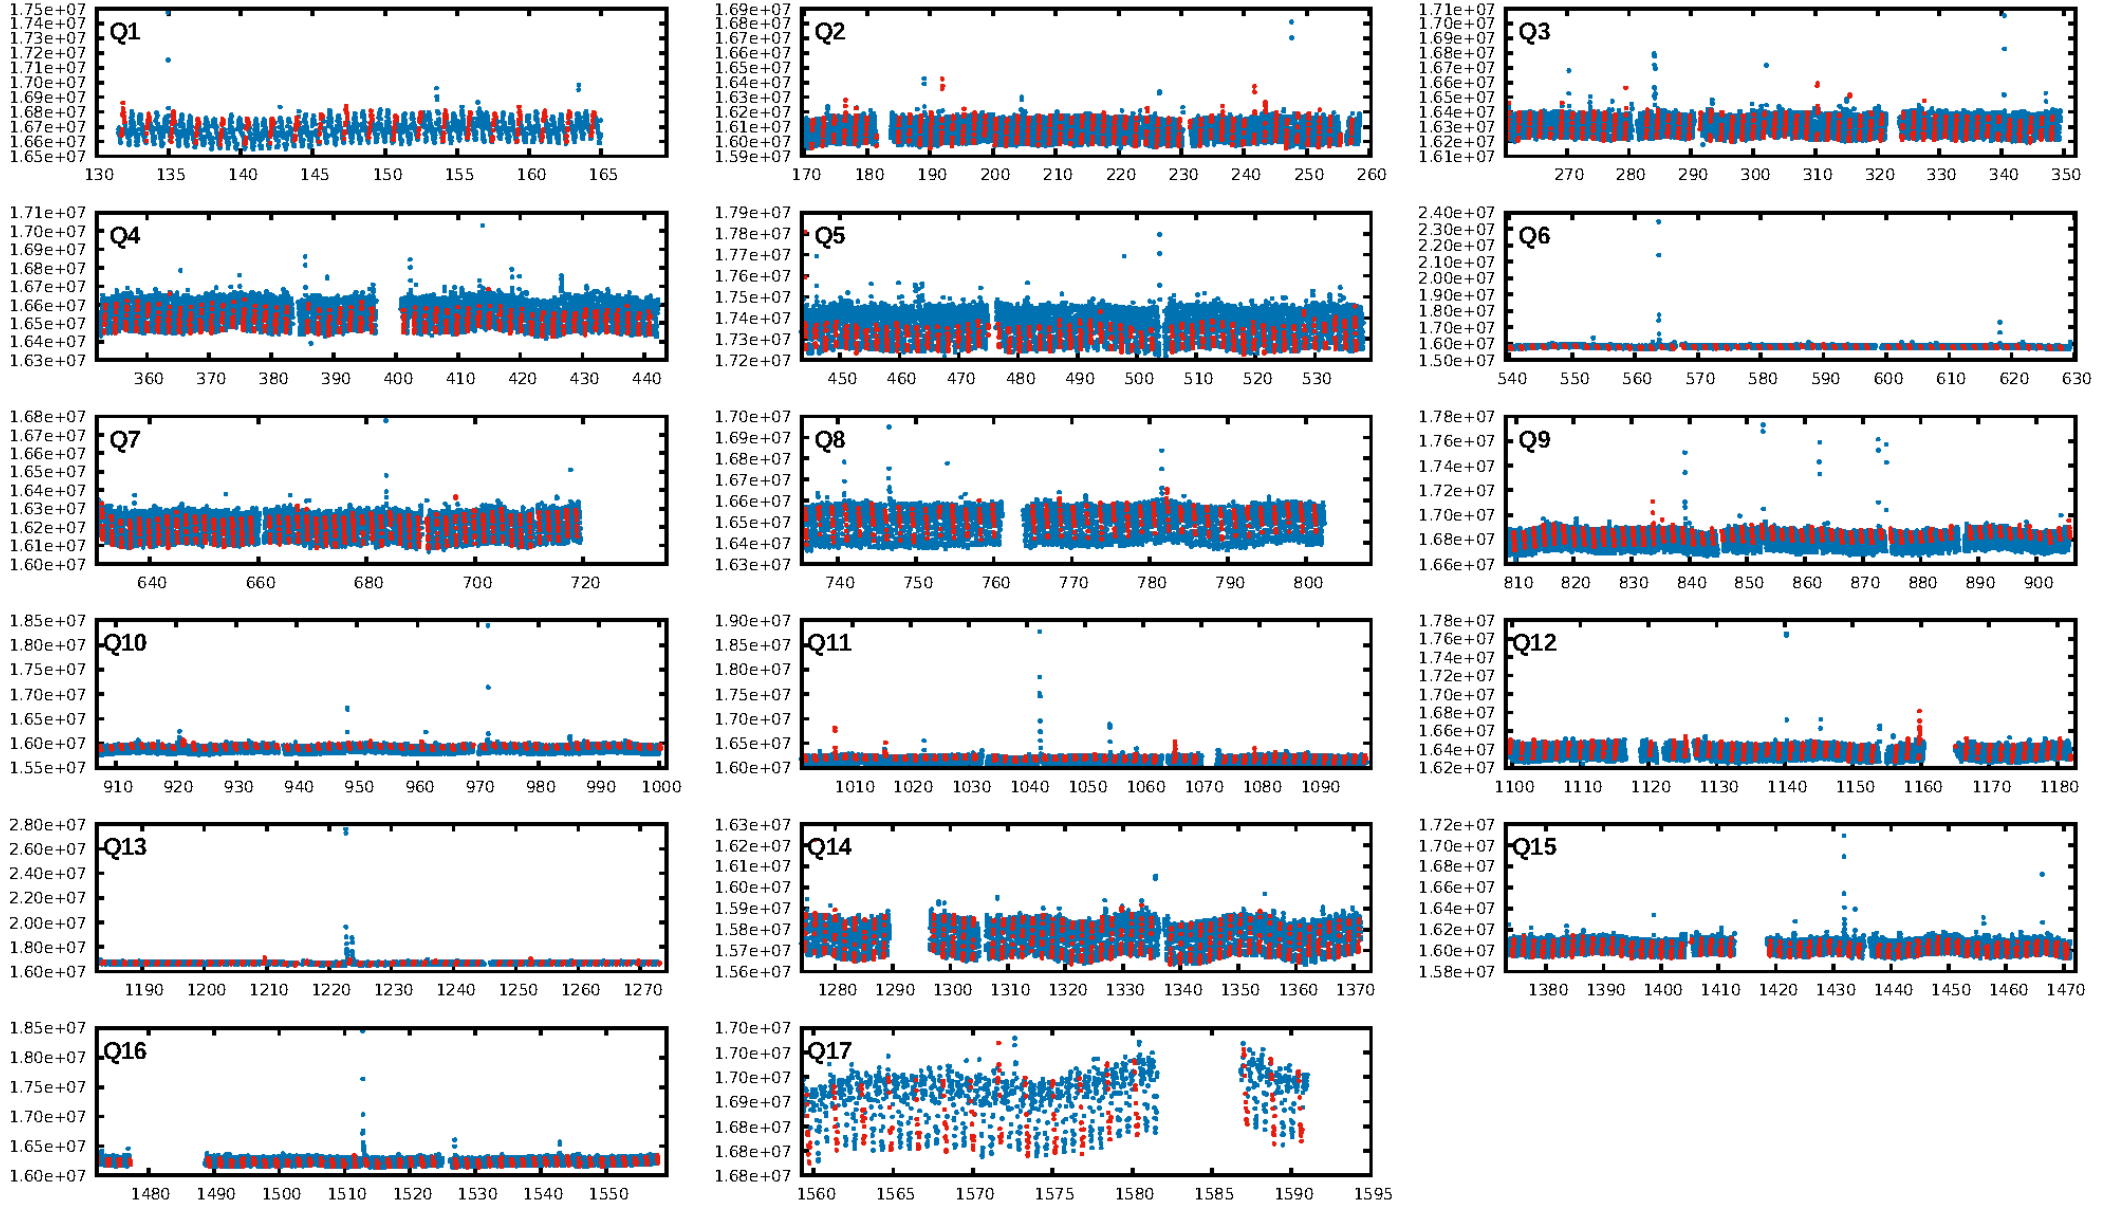 1.75e+07
1.74e+07
1.73e+07
1.72e+07
1.71e+07
1.70e+07
1.69e+07
1.68e+07
1.67e+07
1.66e+07
1.65e+07
Q1
130 135 140 145 150 155 160 165
1.69e+07
1.68e+07
1.67e+07
1.66e+07
1.65e+07
1.64e+07
1.63e+07
1.62e+07
1.61e+07
1.60e+07
1.59e+07
Q2
170 180 190 200 210 220 230 240 250 260
1.71e+07
1.70e+07
1.69e+07
1.68e+07
1.67e+07
1.66e+07
1.65e+07
1.64e+07
1.63e+07
1.62e+07
1.61e+07
Q3
270 280 290 300 310 320 330 340 350
1.71e+07
1.70e+07
1.69e+07
1.68e+07
1.67e+07
1.66e+07
1.65e+07
1.64e+07
1.63e+07
Q4
360 370 380 390 400 410 420 430 440
1.79e+07
1.78e+07
1.77e+07
1.76e+07
1.75e+07
1.74e+07
1.73e+07
1.72e+07
Q5
450 460 470 480 490 500 510 520 530
2.40e+07
2.30e+07
2.20e+07
2.10e+07
2.00e+07
1.90e+07
1.80e+07
1.70e+07
1.60e+07
1.50e+07
Q6
540 550 560 570 580 590 600 610 620 630
1.68e+07
1.67e+07
1.66e+07
1.65e+07
1.64e+07
1.63e+07
1.62e+07
1.61e+07
1.60e+07
Q7
640 660 680 700 720
1.70e+07
1.69e+07
1.68e+07
1.67e+07
1.66e+07
1.65e+07
1.64e+07
1.63e+07
Q8
740 750 760 770 780 790 800
1.78e+07
1.76e+07
1.74e+07
1.72e+07
1.70e+07
1.68e+07
1.66e+07
Q9
810 820 830 840 850 860 870 880 890 900
1.85e+07
1.80e+07
1.75e+07
1.70e+07
1.65e+07
1.60e+07
1.55e+07
Q10
910 920 930 940 950 960 970 980 990 1000
1.90e+07
1.85e+07
1.80e+07
1.75e+07
1.70e+07
1.65e+07
1.60e+07
Q11
1010 1020 1030 1040 1050 1060 1070 1080 1090
1.78e+07
1.76e+07
1.74e+07
1.72e+07
1.70e+07
1.68e+07
1.66e+07
1.64e+07
1.62e+07
Q12
1100 1110 1120 1130 1140 1150 1160 1170 1180
2.80e+07
2.60e+07
2.40e+07
2.20e+07
2.00e+07
1.80e+07
1.60e+07
Q13
1190 1200 1210 1220 1230 1240 1250 1260 1270
1.63e+07
1.62e+07
1.61e+07
1.60e+07
1.59e+07
1.58e+07
1.57e+07
1.56e+07
Q14
1280 1290 1300 1310 1320 1330 1340 1350 1360 1370
1.72e+07
1.70e+07
1.68e+07
1.66e+07
1.64e+07
1.62e+07
1.60e+07
1.58e+07
Q15
1380 1390 1400 1410 1420 1430 1440 1450 1460 1470
1.85e+07
1.80e+07
1.75e+07
1.70e+07
1.65e+07
1.60e+07
Q16
1480 1490 1500 1510 1520 1530 1540 1550
1.70e+07
1.70e+07
1.70e+07
1.69e+07
1.68e+07
1.68e+07
1.68e+07
Q17
1560 1565 1570 1575 1580 1585 1590 1595